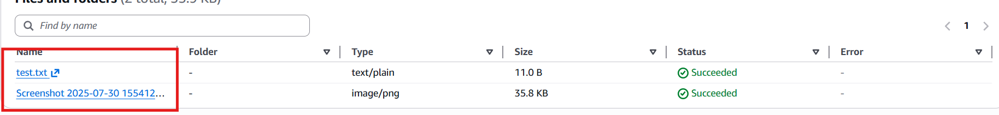 Files and folders (2 total, 35.9 KB)
Find by name
1
Name Folder Type Size Status Error
test.txt - text/plain 11.0 B Succeeded -
Screenshot 2025-07-30 155412... - image/png 35.8 KB Succeeded -